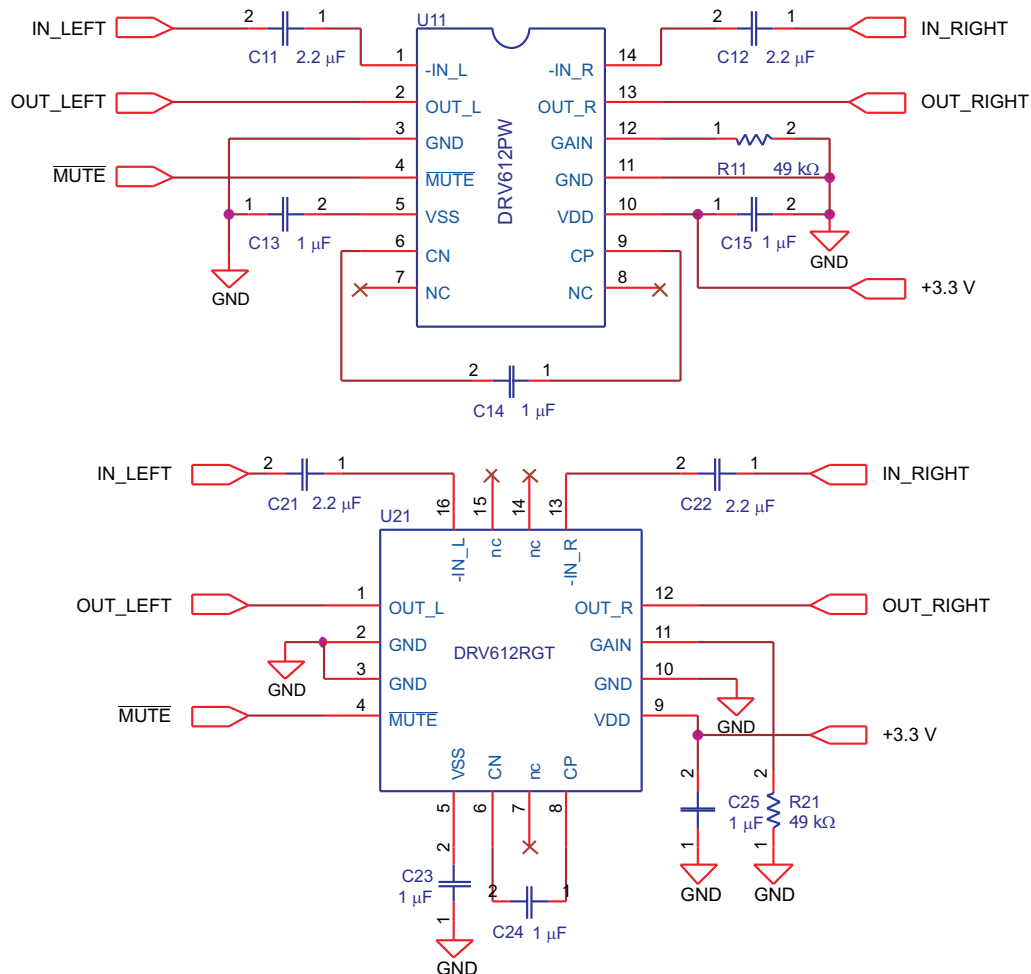 2 1 U11 2 1
IN_LEFT IN_RIGHT
C11 2.2 μF 1 14 C12 2.2 μF
-IN_L -IN_R
OUT_LEFT 2 13 OUT_RIGHT
OUT_L OUT_R
3 12 1 2
GND GAIN
R11 49 kΩ
MUTE 4 11
MUTE GND
1 2 5 10 1 2
VSS VDD
C13 1 μF C15 1 μF
6 9
CN CP
GND GND
7 8
NC NC
+3.3 V
DRV612PW
2 1
C14 1 μF
IN_LEFT 2 1 2 1 IN_RIGHT
C21 2.2 μF C22 2.2 μF
16 15 14 13
U21
-IN_L nc nc -IN_R
OUT_LEFT 1 12 OUT_RIGHT
OUT_L OUT_R
2 11
GND GAIN
DRV612RGT
3 10
GND GND
GND GND
MUTE 4 9
MUTE VDD
+3.3 V
VSS CN nc CP
5 6 7 8
2 2
C25 R21
1 μF 49 kΩ
1 1
GND GND
2
C23
1 μF
1
2 1
C24 1 μF
GND